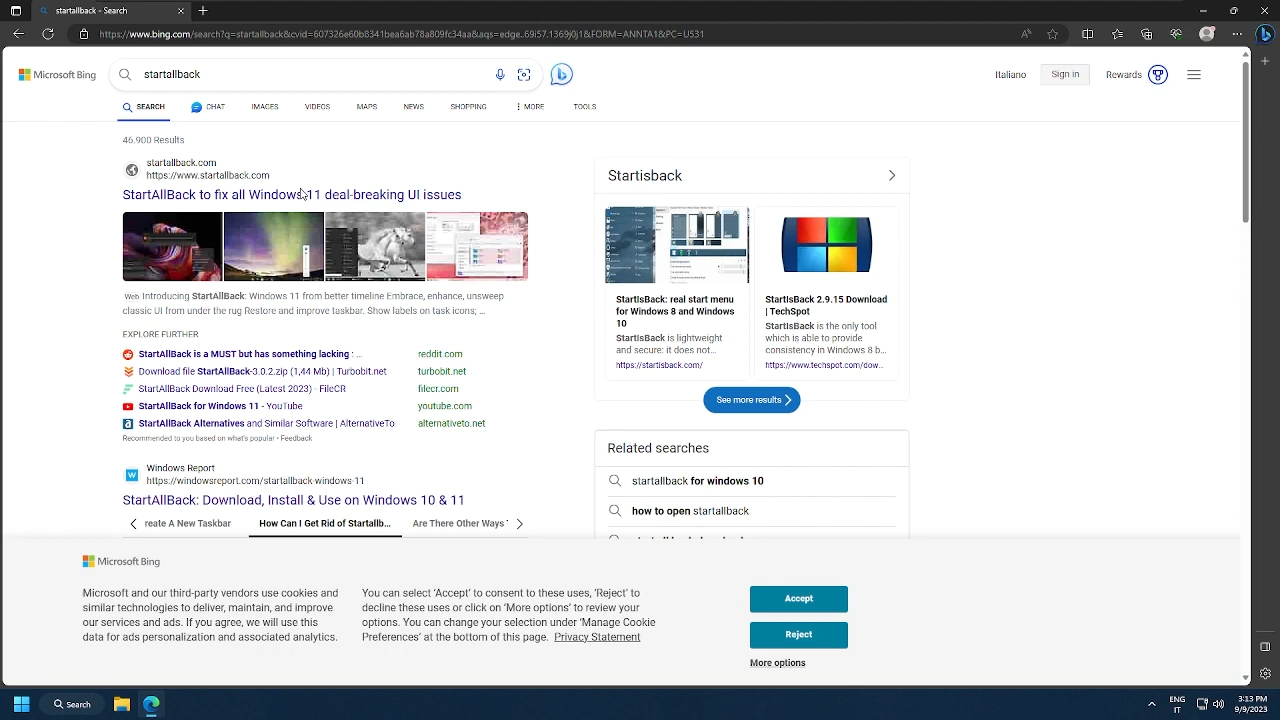 startallback - Search
https://www.bing.com/search?q=startallback&cvid=607326e60b8341bea6ab78a809fc34aa&aqs=edge..69i57.1369j0j1&FORM=ANNTA1&PC=U531
Microsoft Bing
startallback
Italiano
Sign in
Rewards
SEARCH
CHAT
IMAGES
VIDEOS
MAPS
NEWS
SHOPPING
MORE
TOOLS
46.900 Results
startallback.com
https://www.startallback.com
StartAllBack to fix all Windows 11 deal-breaking UI issues
Web Introducing StartAllBack: Windows 11 from better timeline Embrace, enhance, unsweep
classic UI from under the rug Restore and improve taskbar. Show labels on task icons; ...
EXPLORE FURTHER
StartAllBack is a MUST but has something lacking : ... reddit.com
Download file StartAllBack-3.0.2.zip (1,44 Mb) | Turbobit.net turbobit.net
StartAllBack Download Free (Latest 2023) - FileCR filecr.com
StartAllBack for Windows 11 - YouTube youtube.com
StartAllBack Alternatives and Similar Software | AlternativeTo alternativeto.net
Recommended to you based on what's popular • Feedback
Windows Report
https://windowsreport.com/startallback-windows-11
StartAllBack: Download, Install & Use on Windows 10 & 11
reate A New Taskbar
How Can I Get Rid of Startallb...
Are There Other Ways
Startisback
StartIsBack: real start menu
for Windows 8 and Windows
10
StartIsBack is lightweight
and secure: it does not...
https://startisback.com/
StartIsBack 2.9.15 Download
| TechSpot
StartIsBack is the only tool
which is able to provide
consistency in Windows 8 b...
https://www.techspot.com/dow...
See more results
Related searches
startallback for windows 10
how to open startallback
Microsoft Bing
Microsoft and our third-party vendors use cookies and
similar technologies to deliver, maintain, and improve
our services and ads. If you agree, we will use this
data for ads personalization and associated analytics.
You can select 'Accept' to consent to these uses, 'Reject' to
decline these uses or click on 'More options' to review your
options. You can change your selection under 'Manage Cookie
Preferences' at the bottom of this page. Privacy Statement
Accept
Reject
More options
Search
ENG
IT
3:13 PM
9/9/2023